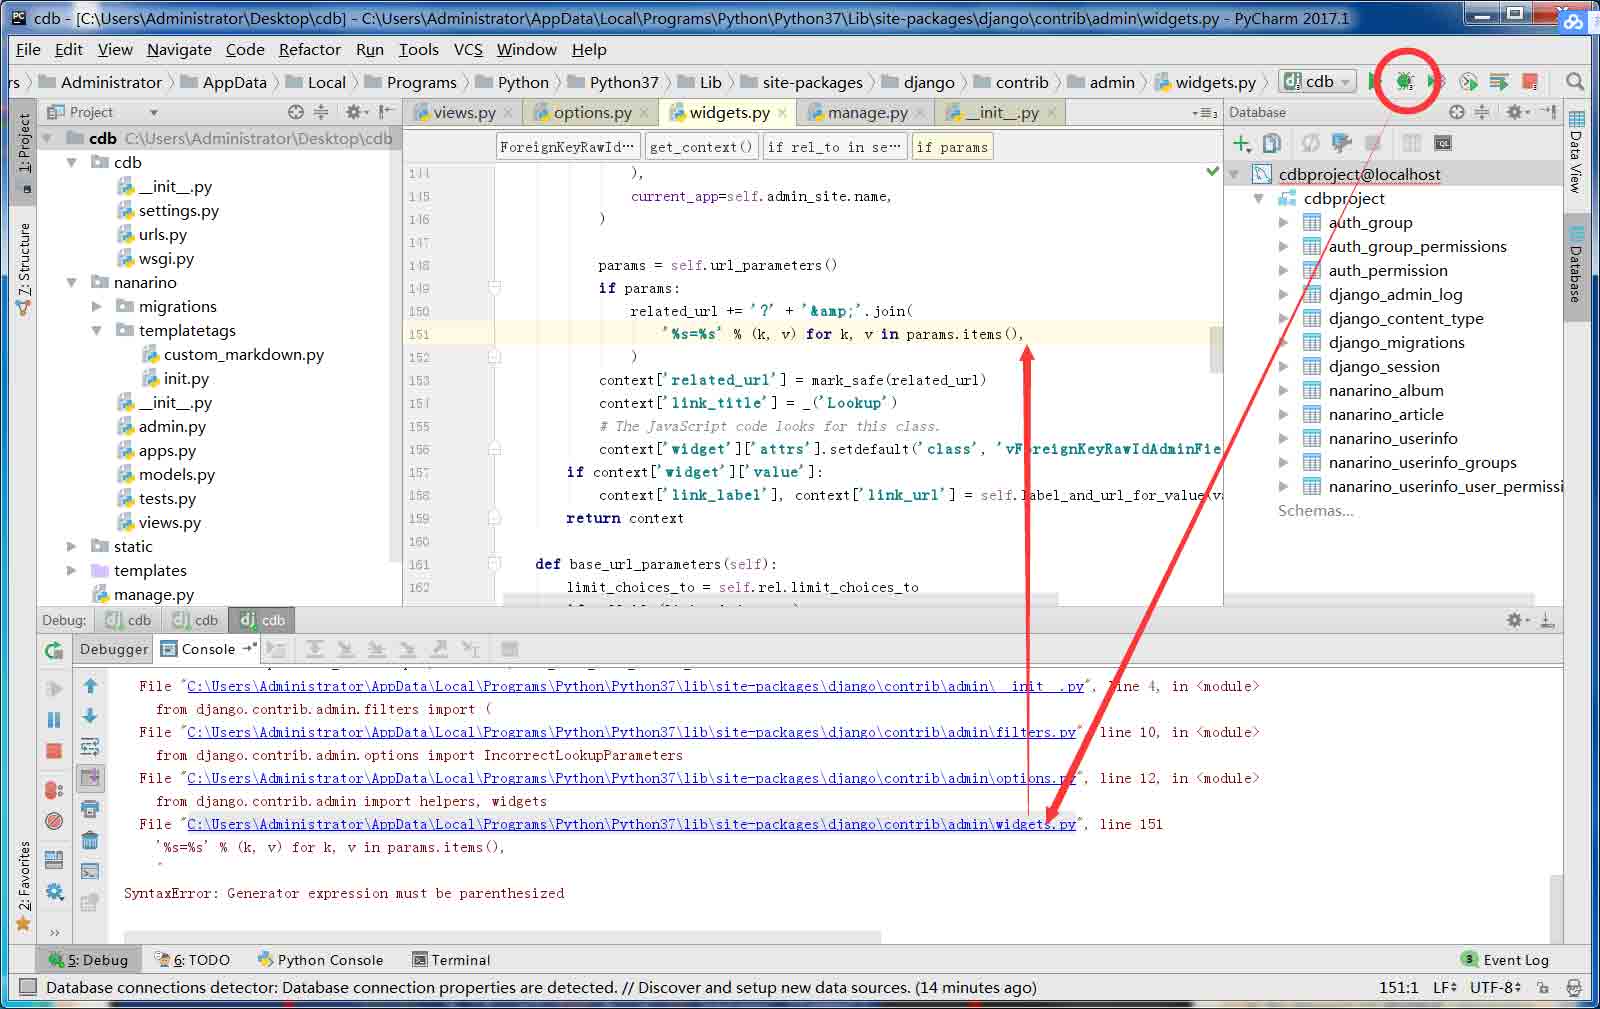 cdb - [C:\Users\Administrator\Desktop\cdb] - C:\Users\Administrator\AppData\Local\Programs\Python\Python37\Lib\site-packages\django\contrib\admin\widgets.py - PyCharm 2017.1
File Edit View Navigate Code Refactor Run Tools VCS Window Help
rs Administrator AppData Local Programs Python Python37 Lib site-packages django contrib admin widgets.py cdb
Project views.py options.py widgets.py manage.py __init__.py Database
1: Project
7: Structure
2: Favorites
Data View
Database
cdb C:\Users\Administrator\Desktop\cdb
cdb
__init__.py
settings.py
urls.py
wsgi.py
nanarino
migrations
templatetags
custom_markdown.py
init.py
__init__.py
admin.py
apps.py
models.py
tests.py
views.py
static
templates
manage.py
ForeignKeyRawId··· get_context() if rel_to in se··· if params
144 ),
145 current_app=self.admin_site.name,
146 )
147
148 params = self.url_parameters()
149 if params:
150 related_url += '?' + '&amp;'.join(
151 '%s=%s' % (k, v) for k, v in params.items(),
152 )
153 context['related_url'] = mark_safe(related_url)
154 context['link_title'] = _('Lookup')
155 # The JavaScript code looks for this class.
156 context['widget']['attrs'].setdefault('class', 'vForeignKeyRawIdAdminFie
157 if context['widget']['value']:
158 context['link_label'], context['link_url'] = self.label_and_url_for_value(va
159 return context
160
161 def base_url_parameters(self):
162 limit_choices_to = self.rel.limit_choices_to
cdbproject@localhost
cdbproject
auth_group
auth_group_permissions
auth_permission
django_admin_log
django_content_type
django_migrations
django_session
nanarino_album
nanarino_article
nanarino_userinfo
nanarino_userinfo_groups
nanarino_userinfo_user_permissi
Schemas...
Debug: cdb cdb cdb
Debugger Console
File "C:\Users\Administrator\AppData\Local\Programs\Python\Python37\lib\site-packages\django\contrib\admin\__init__.py", line 4, in <module>
from django.contrib.admin.filters import (
File "C:\Users\Administrator\AppData\Local\Programs\Python\Python37\lib\site-packages\django\contrib\admin\filters.py", line 10, in <module>
from django.contrib.admin.options import IncorrectLookupParameters
File "C:\Users\Administrator\AppData\Local\Programs\Python\Python37\lib\site-packages\django\contrib\admin\options.py", line 12, in <module>
from django.contrib.admin import helpers, widgets
File "C:\Users\Administrator\AppData\Local\Programs\Python\Python37\lib\site-packages\django\contrib\admin\widgets.py", line 151
'%s=%s' % (k, v) for k, v in params.items(),
^
SyntaxError: Generator expression must be parenthesized
5: Debug 6: TODO Python Console Terminal 3 Event Log
Database connections detector: Database connection properties are detected. // Discover and setup new data sources. (14 minutes ago) 151:1 LF UTF-8